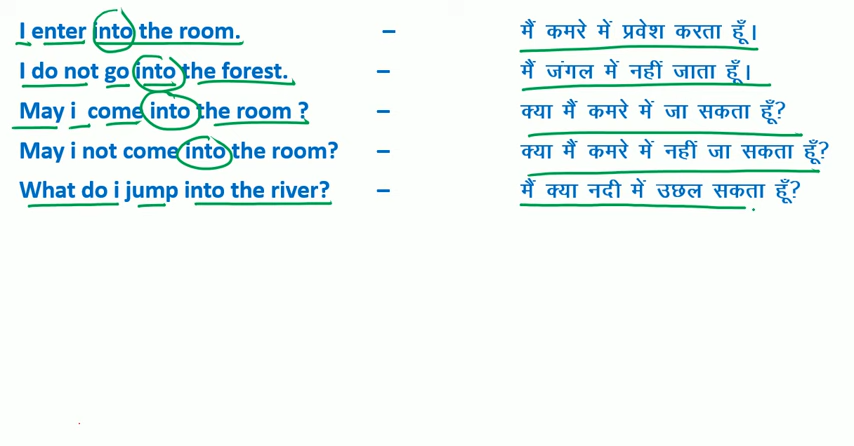 I enter into the room. – मैं कमरे में प्रवेश करता हूँ।
I do not go into the forest. – मैं जंगल में नहीं जाता हूँ।
May i come into the room ? – क्या मैं कमरे में जा सकता हूँ?
May i not come into the room? – क्या मैं कमरे में नहीं जा सकता हूँ?
What do i jump into the river? – मैं क्या नदी में उछल सकता हूँ?